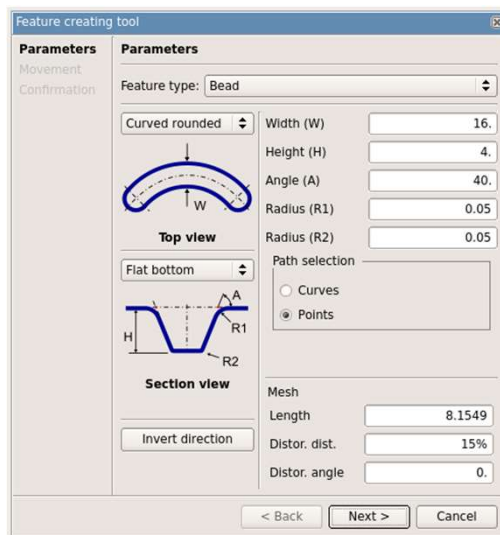 Feature creating tool
Parameters
Movement
Confirmation
Parameters
Feature type: Bead
Curved rounded
W
Top view
Flat bottom
A
H
R1
R2
Section view
Invert direction
Width (W) 16.
Height (H) 4.
Angle (A) 40.
Radius (R1) 0.05
Radius (R2) 0.05
Path selection
Curves
Points
Mesh
Length 8.1549
Distor. dist. 15%
Distor. angle 0.
< Back Next > Cancel